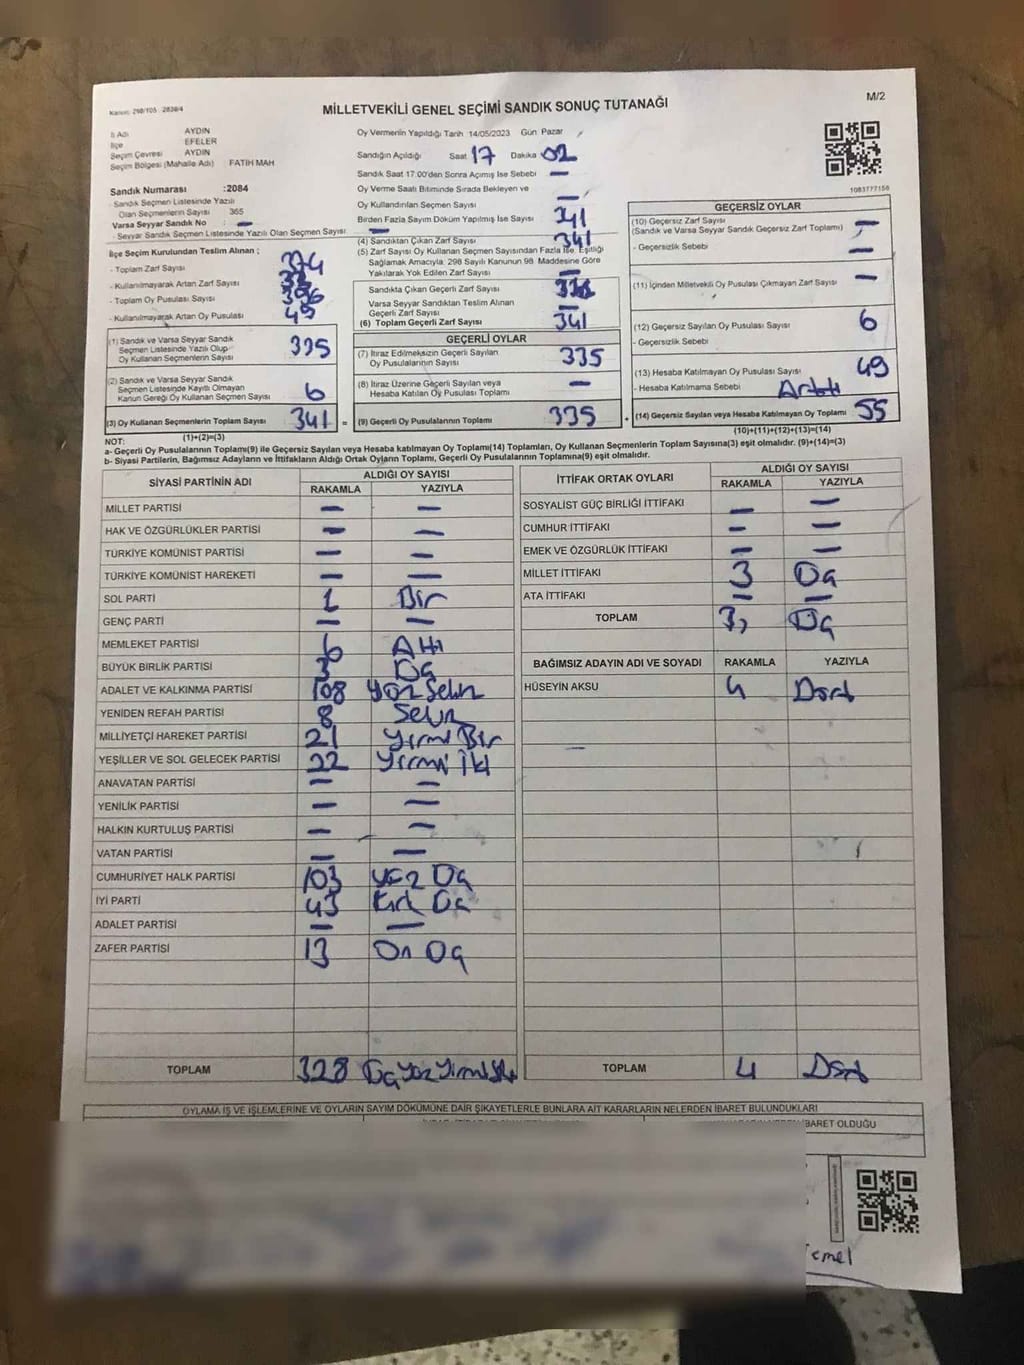 Kanun: 298/105 2839/4
MİLLETVEKİLİ GENEL SEÇİMİ SANDIK SONUÇ TUTANAĞI
M/2
İl Adı AYDIN
İlçe EFELER
Seçim Çevresi AYDIN
Seçim Bölgesi (Mahalle Adı) FATİH MAH
Sandık Numarası :2084
Sandık Seçmen Listesinde Yazılı
Olan Seçmenlerin Sayısı 365
Varsa Seyyar Sandık No : —
- Seyyar Sandık Listesinde Yazılı Olan Seçmen Sayısı: —
İlçe Seçim Kurulundan Teslim Alınan ;
- Toplam Zarf Sayısı 374
- Kullanılmayarak Artan Zarf Sayısı
- Toplam Oy Pusulası Sayısı
- Kullanılmayarak Artan Oy Pusulası 49
(1) Sandık ve Varsa Seyyar Sandık
Seçmen Listesinde Yazılı Olup
Oy Kullanan Seçmenlerin Sayısı 335
(2) Sandık ve Varsa Seyyar Sandık
Listesinde Kayıtlı Olmayan
Kanun Gereği Oy Kullanan Seçmen Sayısı 6
(3) Oy Kullanan Seçmenlerin Toplam Sayısı 341 =
(1)+(2)=(3)
Oy Vermenin Yapıldığı Tarih 14/05/2023 Gün Pazar
Sandığın Açıldığı Saat 17 Dakika 02
Sandık Saat 17:00'den Sonra Açımış İse Sebebi —
Oy Verme Saati Bitiminde Sırada Bekleyen ve
Oy Kullandırılan Seçmen Sayısı —
Birden Fazla Sayım Döküm Yapılmış İse Sayısı 341
(4) Sandıktan Çıkan Zarf Sayısı 341
(5) Zarf Sayısı Oy Kullanan Seçmen Sayısından Fazla İse, Eşitliği
Sağlamak Amacıyla, 298 Sayılı Kanunun 98 Maddesine Göre
Yakılarak Yok Edilen Zarf Sayısı —
Sandıkta Çıkan Geçerli Zarf Sayısı
Varsa Seyyar Sandıktan Teslim Alınan
Geçerli Zarf Sayısı
(6) Toplam Geçerli Zarf Sayısı 341
GEÇERLİ OYLAR
(7) İtiraz Edilmeksizin Geçerli Sayılan
Oy Pusulalarının Sayısı 335
(8) İtiraz Üzerine Geçerli Sayılan veya
Hesaba Katılan Oy Pusulası Toplamı —
(9) Geçerli Oy Pusulalarının Toplamı 335 +
1083777158
GEÇERSİZ OYLAR
(10) Geçersiz Zarf Sayısı —
(Sandık ve Varsa Seyyar Sandık Geçersiz Zarf Toplamı)
- Geçersizlik Sebebi —
(11) İçinden Milletvekili Oy Pusulası Çıkmayan Zarf Sayısı —
(12) Geçersiz Sayılan Oy Pusulası Sayısı 6
- Geçersizlik Sebebi
(13) Hesaba Katılmayan Oy Pusulası Sayısı 49
- Hesaba Katılmama Sebebi
(14) Geçersiz Sayılan veya Hesaba Katılmayan Oy Toplamı 55
(10)+(11)+(12)+(13)=(14)
NOT:
a- Geçerli Oy Pusulalarının Toplamı(9) ile Geçersiz Sayılan veya Hesaba katılmayan Oy Toplamı(14) Toplamları, Oy Kullanan Seçmenlerin Toplam Sayısına(3) eşit olmalıdır. (9)+(14)=(3)
b- Siyasi Partilerin, Bağımsız Adayların ve İttifakların Aldığı Ortak Oyların Toplamı, Geçerli Oy Pusulalarının Toplamına(9) eşit olmalıdır.
SİYASİ PARTİNİN ADI ALDIĞI OY SAYISI
RAKAMLA YAZIYLA
MİLLET PARTİSİ — —
HAK VE ÖZGÜRLÜKLER PARTİSİ — —
TÜRKİYE KOMÜNİST PARTİSİ — —
TÜRKİYE KOMÜNİST HAREKETİ — —
SOL PARTİ 1 Bir
GENÇ PARTİ — —
MEMLEKET PARTİSİ 6 Altı
BÜYÜK BİRLİK PARTİSİ 3 Üç
ADALET VE KALKINMA PARTİSİ 108 Yüz Sekiz
YENİDEN REFAH PARTİSİ 8 Sekiz
MİLLİYETÇİ HAREKET PARTİSİ 21 Yirmi Bir
YEŞİLLER VE SOL GELECEK PARTİSİ 22 Yirmi İki
ANAVATAN PARTİSİ — —
YENİLİK PARTİSİ — —
HALKIN KURTULUŞ PARTİSİ — —
VATAN PARTİSİ — —
CUMHURİYET HALK PARTİSİ 103 Yüz Üç
İYİ PARTİ 43 Kırk Üç
ADALET PARTİSİ — —
ZAFER PARTİSİ 13 On Üç
TOPLAM 328 Üç Yüz Yirmi Sekiz
İTTİFAK ORTAK OYLARI ALDIĞI OY SAYISI
RAKAMLA YAZIYLA
SOSYALİST GÜÇ BİRLİĞİ İTTİFAKI — —
CUMHUR İTTİFAKI — —
EMEK VE ÖZGÜRLÜK İTTİFAKI — —
MİLLET İTTİFAKI 3 Üç
ATA İTTİFAKI — —
TOPLAM 3 Üç
BAĞIMSIZ ADAYIN ADI VE SOYADI RAKAMLA YAZIYLA
HÜSEYİN AKSU 4 Dört
TOPLAM 4 Dört
OYLAMA İŞ VE İŞLEMLERİNE VE OYLARIN SAYIM DÖKÜMÜNE DAİR ŞİKAYETLERLE BUNLARA AİT KARARLARIN NELERDEN İBARET BULUNDUKLARI
İBARET OLDUĞU